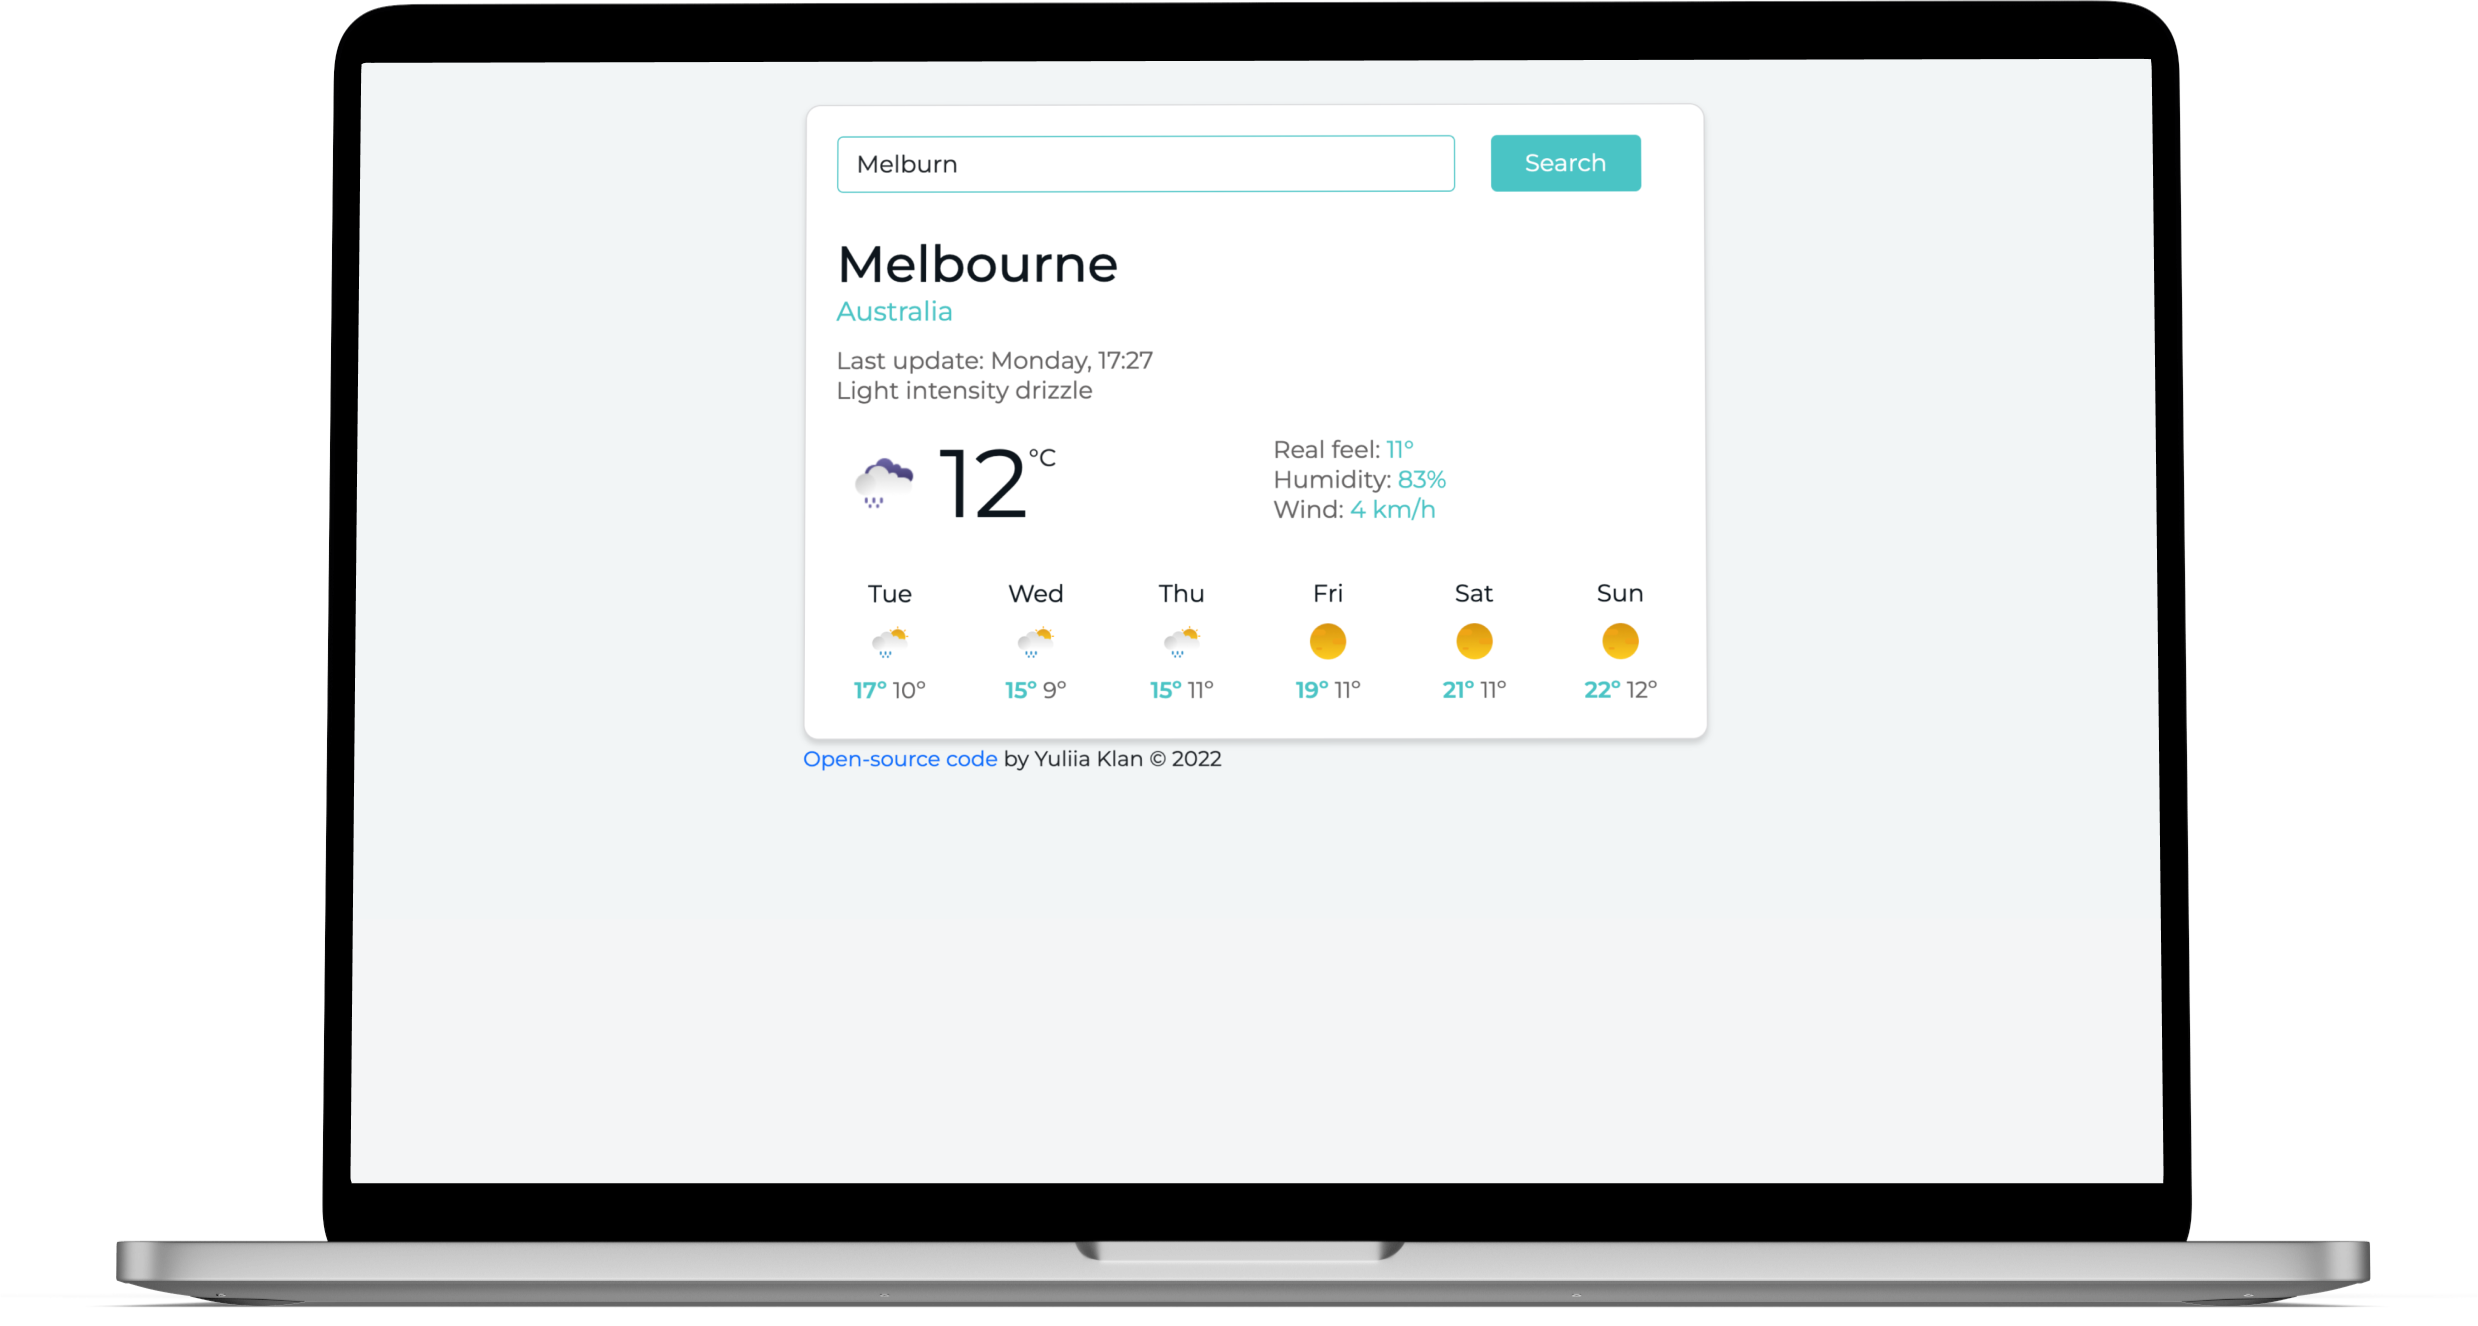 Melburn
Search
Melbourne
Australia
Last update: Monday, 17:27
Light intensity drizzle
12°C
Real feel: 11°
Humidity: 83%
Wind: 4 km/h
Tue Wed Thu Fri Sat Sun
17° 10° 15° 9° 15° 11° 19° 11° 21° 11° 22° 12°
Open-source code by Yuliia Klan © 2022